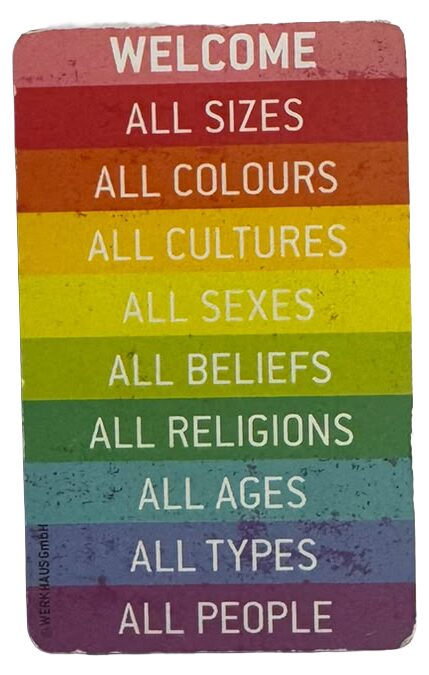 WELCOME
ALL SIZES
ALL COLOURS
ALL CULTURES
ALL SEXES
ALL BELIEFS
ALL RELIGIONS
ALL AGES
ALL TYPES
ALL PEOPLE
© WERKHAUS GmbH